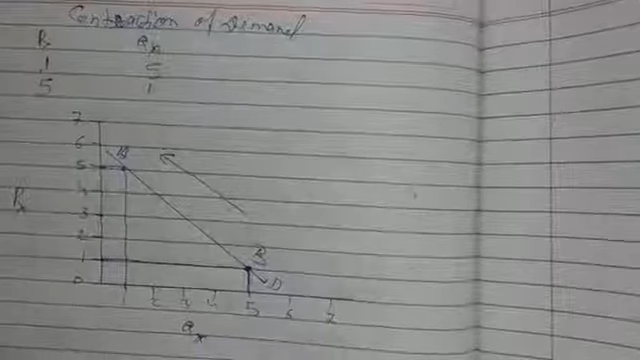 Contraction of Demand
Px Qx
1 5
5 1
7
6
5
4
3
2
1
0
Px
D
1 2 3 4 5 6 7
Qx